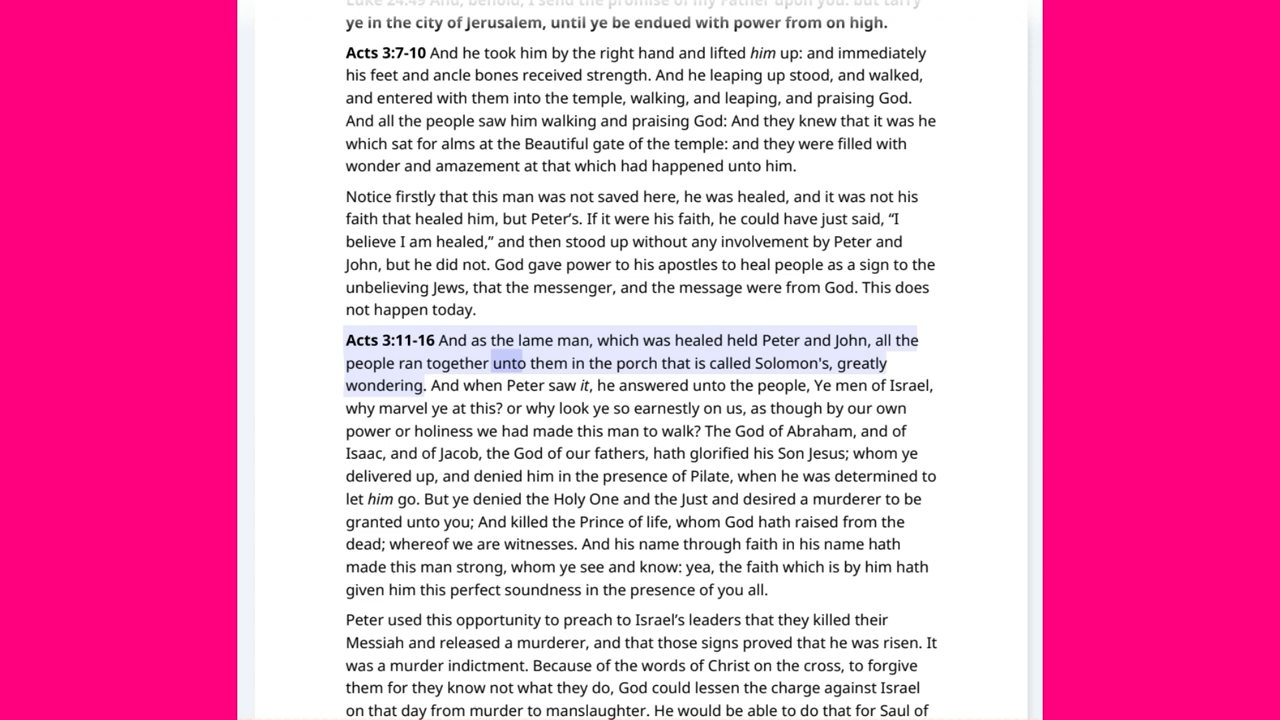 Luke 24:49 And, behold, I send the promise of my Father upon you: but tarry
ye in the city of Jerusalem, until ye be endued with power from on high.
Acts 3:7-10 And he took him by the right hand and lifted him up: and immediately
his feet and ancle bones received strength. And he leaping up stood, and walked,
and entered with them into the temple, walking, and leaping, and praising God.
And all the people saw him walking and praising God: And they knew that it was he
which sat for alms at the Beautiful gate of the temple: and they were filled with
wonder and amazement at that which had happened unto him.
Notice firstly that this man was not saved here, he was healed, and it was not his
faith that healed him, but Peter’s. If it were his faith, he could have just said, “I
believe I am healed,” and then stood up without any involvement by Peter and
John, but he did not. God gave power to his apostles to heal people as a sign to the
unbelieving Jews, that the messenger, and the message were from God. This does
not happen today.
Acts 3:11-16 And as the lame man, which was healed held Peter and John, all the
people ran together unto them in the porch that is called Solomon's, greatly
wondering. And when Peter saw it, he answered unto the people, Ye men of Israel,
why marvel ye at this? or why look ye so earnestly on us, as though by our own
power or holiness we had made this man to walk? The God of Abraham, and of
Isaac, and of Jacob, the God of our fathers, hath glorified his Son Jesus; whom ye
delivered up, and denied him in the presence of Pilate, when he was determined to
let him go. But ye denied the Holy One and the Just and desired a murderer to be
granted unto you; And killed the Prince of life, whom God hath raised from the
dead; whereof we are witnesses. And his name through faith in his name hath
made this man strong, whom ye see and know: yea, the faith which is by him hath
given him this perfect soundness in the presence of you all.
Peter used this opportunity to preach to Israel’s leaders that they killed their
Messiah and released a murderer, and that those signs proved that he was risen. It
was a murder indictment. Because of the words of Christ on the cross, to forgive
them for they know not what they do, God could lessen the charge against Israel
on that day from murder to manslaughter. He would be able to do that for Saul of